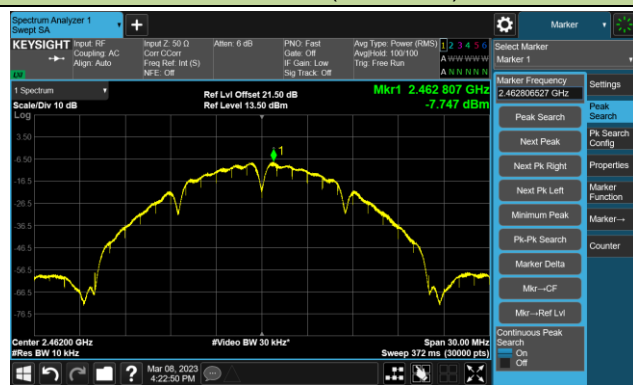 Spectrum Analyzer 1
Swept SA
Marker
KEYSIGHT
Input: RF
Coupling: AC
Align: Auto
Input Z: 50 Ω
Corr CCorr
Freq Ref: Int (S)
NFE: Off
Atten: 6 dB
PNO: Fast
Gate: Off
IF Gain: Low
Sig Track: Off
Avg Type: Power (RMS)
Avg|Hold: 100/100
Trig: Free Run
1 2 3 4 5 6
A W W W W W
A N N N N N
LXI
Select Marker
Marker 1
1 Spectrum
Scale/Div 10 dB
Log
Ref Lvl Offset 21.50 dB
Ref Level 13.50 dBm
Mkr1 2.462 807 GHz
-7.747 dBm
1
3.50
-6.50
-16.5
-26.5
-36.5
-46.5
-56.5
-66.5
-76.5
Center 2.46200 GHz
#Res BW 10 kHz
#Video BW 30 kHz*
Span 30.00 MHz
Sweep 372 ms (30000 pts)
Marker Frequency
2.462806527 GHz
Peak Search
Next Peak
Next Pk Right
Next Pk Left
Minimum Peak
Pk-Pk Search
Marker Delta
Mkr→CF
Mkr→Ref Lvl
Continuous Peak
Search
On
Off
Settings
Peak
Search
Pk Search
Config
Properties
Marker
Function
Marker→
Counter
?
Mar 08, 2023
4:22:50 PM